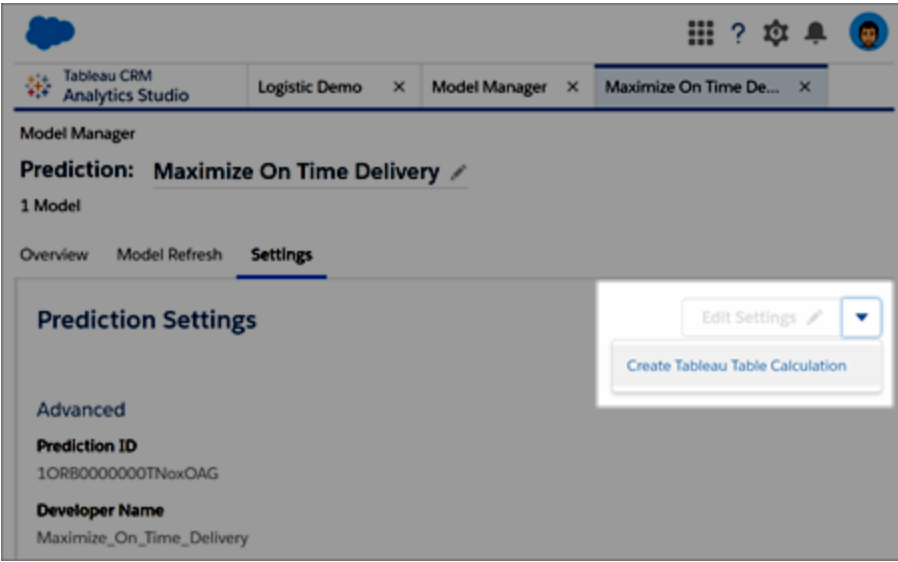 Tableau CRM
Analytics Studio
Logistic Demo
Model Manager
Maximize On Time De...
Model Manager
Prediction: Maximize On Time Delivery
1 Model
Overview Model Refresh Settings
Prediction Settings
Edit Settings
Create Tableau Table Calculation
Advanced
Prediction ID
1ORB0000000TNoxOAG
Developer Name
Maximize_On_Time_Delivery